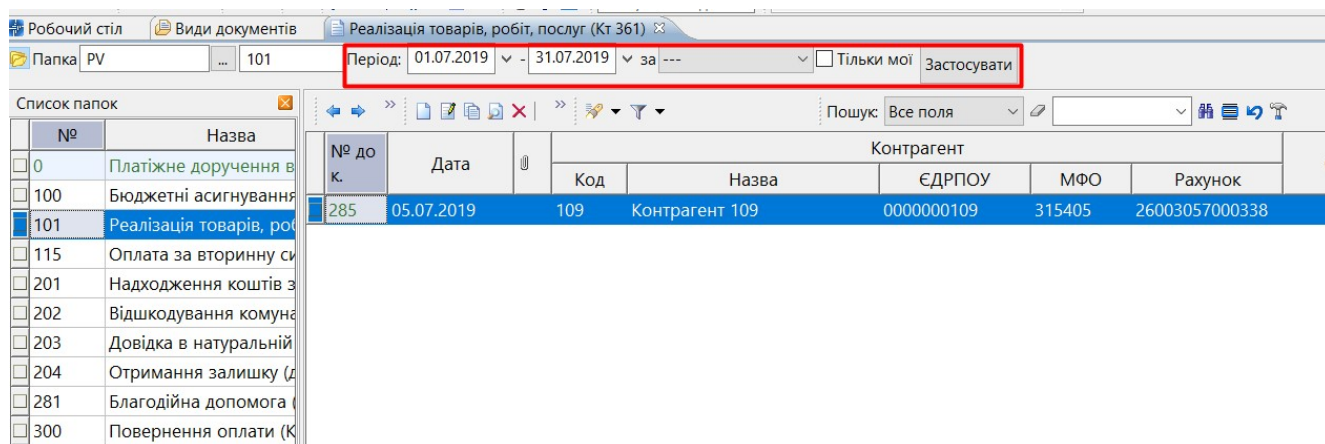 Робочий стіл Види документів Реалізація товарів, робіт, послуг (Кт 361)
Папка PV ... 101 Період: 01.07.2019 - 31.07.2019 за --- Тільки мої Застосувати
Список папок Пошук: Все поля
№ Назва № до к. Дата Контрагент
Код Назва ЄДРПОУ МФО Рахунок
285 05.07.2019 109 Контрагент 109 0000000109 315405 26003057000338
0 Платіжне доручення в
100 Бюджетні асигнування
101 Реалізація товарів, роб
115 Оплата за вторинну си
201 Надходження коштів з
202 Відшкодування комуна
203 Довідка в натуральній
204 Отримання залишку (д
281 Благодійна допомога (
300 Повернення оплати (К